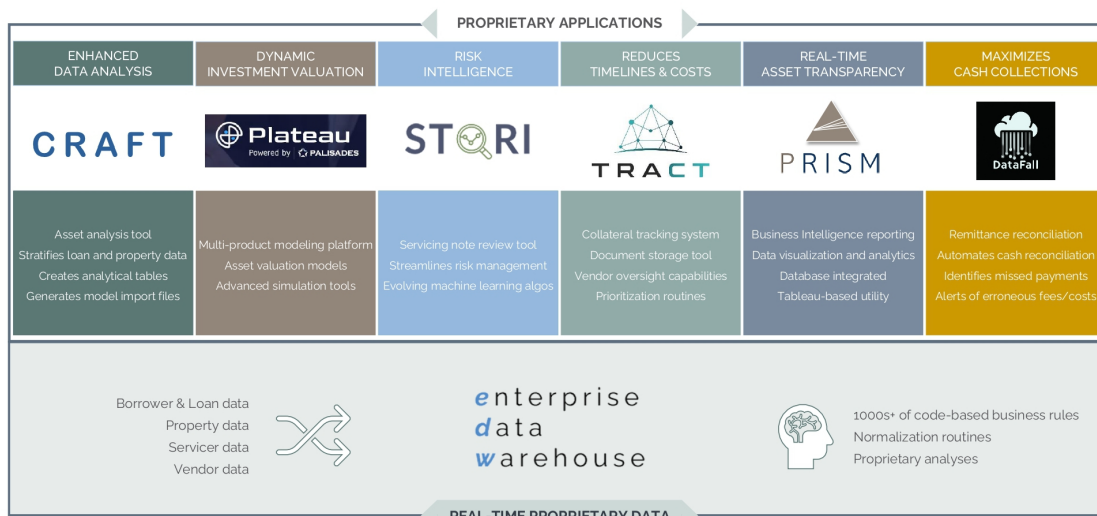 PROPRIETARY APPLICATIONS
ENHANCED
DATA ANALYSIS
DYNAMIC
INVESTMENT VALUATION
RISK
INTELLIGENCE
REDUCES
TIMELINES & COSTS
REAL-TIME
ASSET TRANSPARENCY
MAXIMIZES
CASH COLLECTIONS
CRAFT
Plateau
Powered by PALISADES
STORI
TRACT
PRISM
DataFall
Asset analysis tool
Stratifies loan and property data
Creates analytical tables
Generates model import files
Multi-product modeling platform
Asset valuation models
Advanced simulation tools
Servicing note review tool
Streamlines risk management
Evolving machine learning algos
Collateral tracking system
Document storage tool
Vendor oversight capabilities
Prioritization routines
Business Intelligence reporting
Data visualization and analytics
Database integrated
Tableau-based utility
Remittance reconciliation
Automates cash reconciliation
Identifies missed payments
Alerts of erroneous fees/costs
Borrower & Loan data
Property data
Servicer data
Vendor data
enterprise
data
warehouse
1000s+ of code-based business rules
Normalization routines
Proprietary analyses
REAL-TIME PROPRIETARY DATA